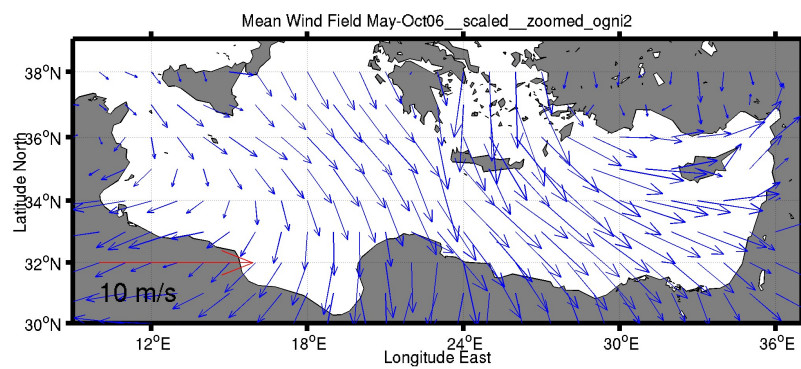 Mean Wind Field May-Oct06__scaled__zoomed_ogni2
38°N
36°N
34°N
32°N
30°N
Latitude North
10 m/s
12°E
18°E
24°E
30°E
36°E
Longitude East